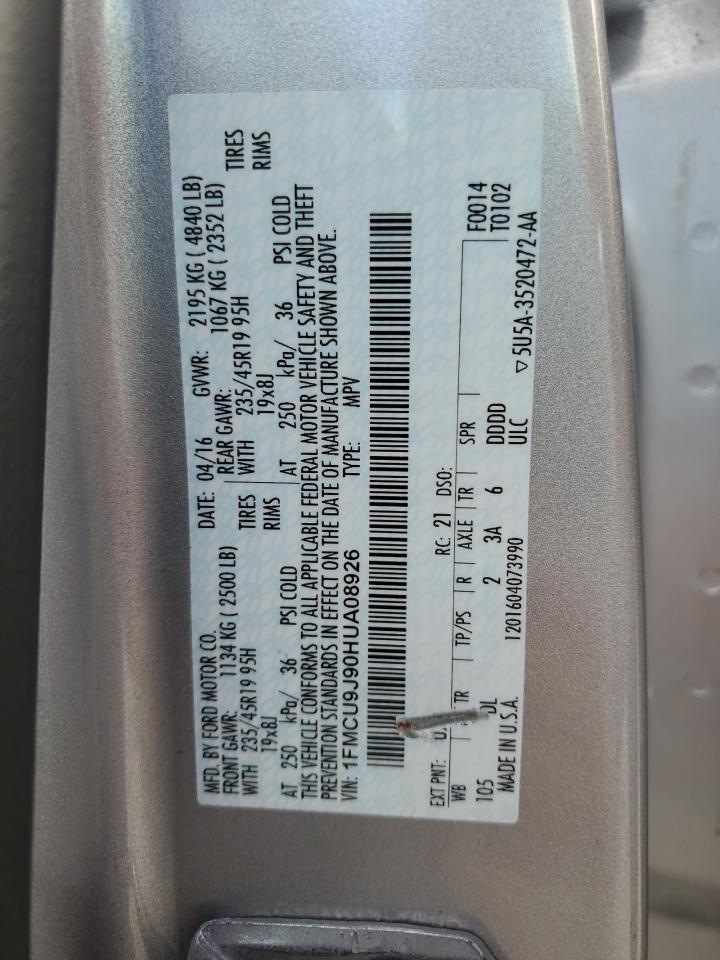 MFD. BY FORD MOTOR CO.
DATE: 04/16 GVWR: 2195 KG ( 4840 LB)
FRONT GAWR: 1134 KG ( 2500 LB)
REAR GAWR: 1067 KG ( 2352 LB)
WITH 235/45R19 95H TIRES
WITH 235/45R19 95H TIRES
19x8J RIMS
19x8J RIMS
AT 250 kPa/ 36 PSI COLD
AT 250 kPa/ 36 PSI COLD
THIS VEHICLE CONFORMS TO ALL APPLICABLE FEDERAL MOTOR VEHICLE SAFETY AND THEFT
PREVENTION STANDARDS IN EFFECT ON THE DATE OF MANUFACTURE SHOWN ABOVE.
VIN: 1FMCU9J90HUA08926 TYPE: MPV
EXT PNT: RC: 21 DSO: F0014
WB TR TP/PS R AXLE TR SPR T0102
105 DL 2 3A 6 DDDD
MADE IN U.S.A. 1201604073990 ULC ▽5U5A-3520472-AA